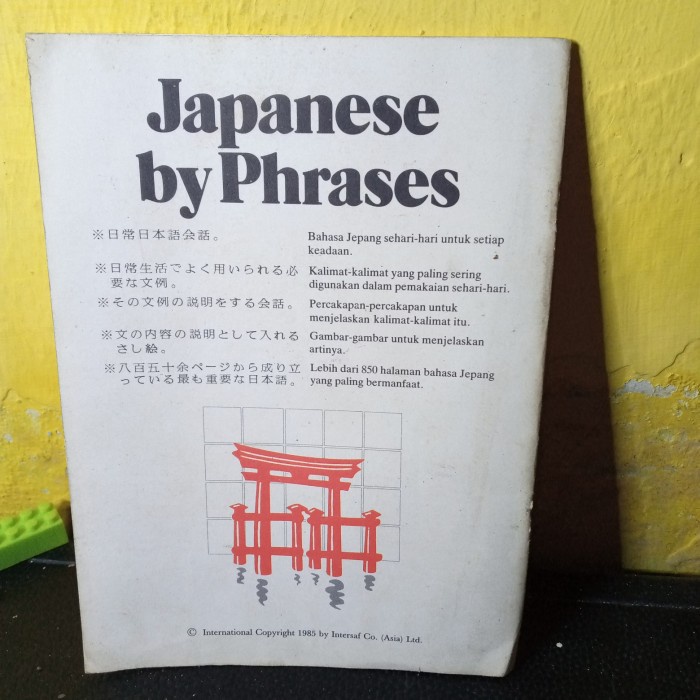 Japanese
by Phrases
※日常日本語会話。
Bahasa Jepang sehari-hari untuk setiap
keadaan.
※日常生活でよく用いられる必
要な文例。
Kalimat-kalimat yang paling sering
digunakan dalam pemakaian sehari-hari.
※その文例の説明をする会話。
Percakapan-percakapan untuk
menjelaskan kalimat-kalimat itu.
※文の内容の説明として入れる
さし絵。
Gambar-gambar untuk menjelaskan
artinya.
※八百五十余ページから成り立
っている最も重要な日本語。
Lebih dari 850 halaman bahasa Jepang
yang paling bermanfaat.
© International Copyright 1985 by Intersaf Co. (Asia) Ltd.